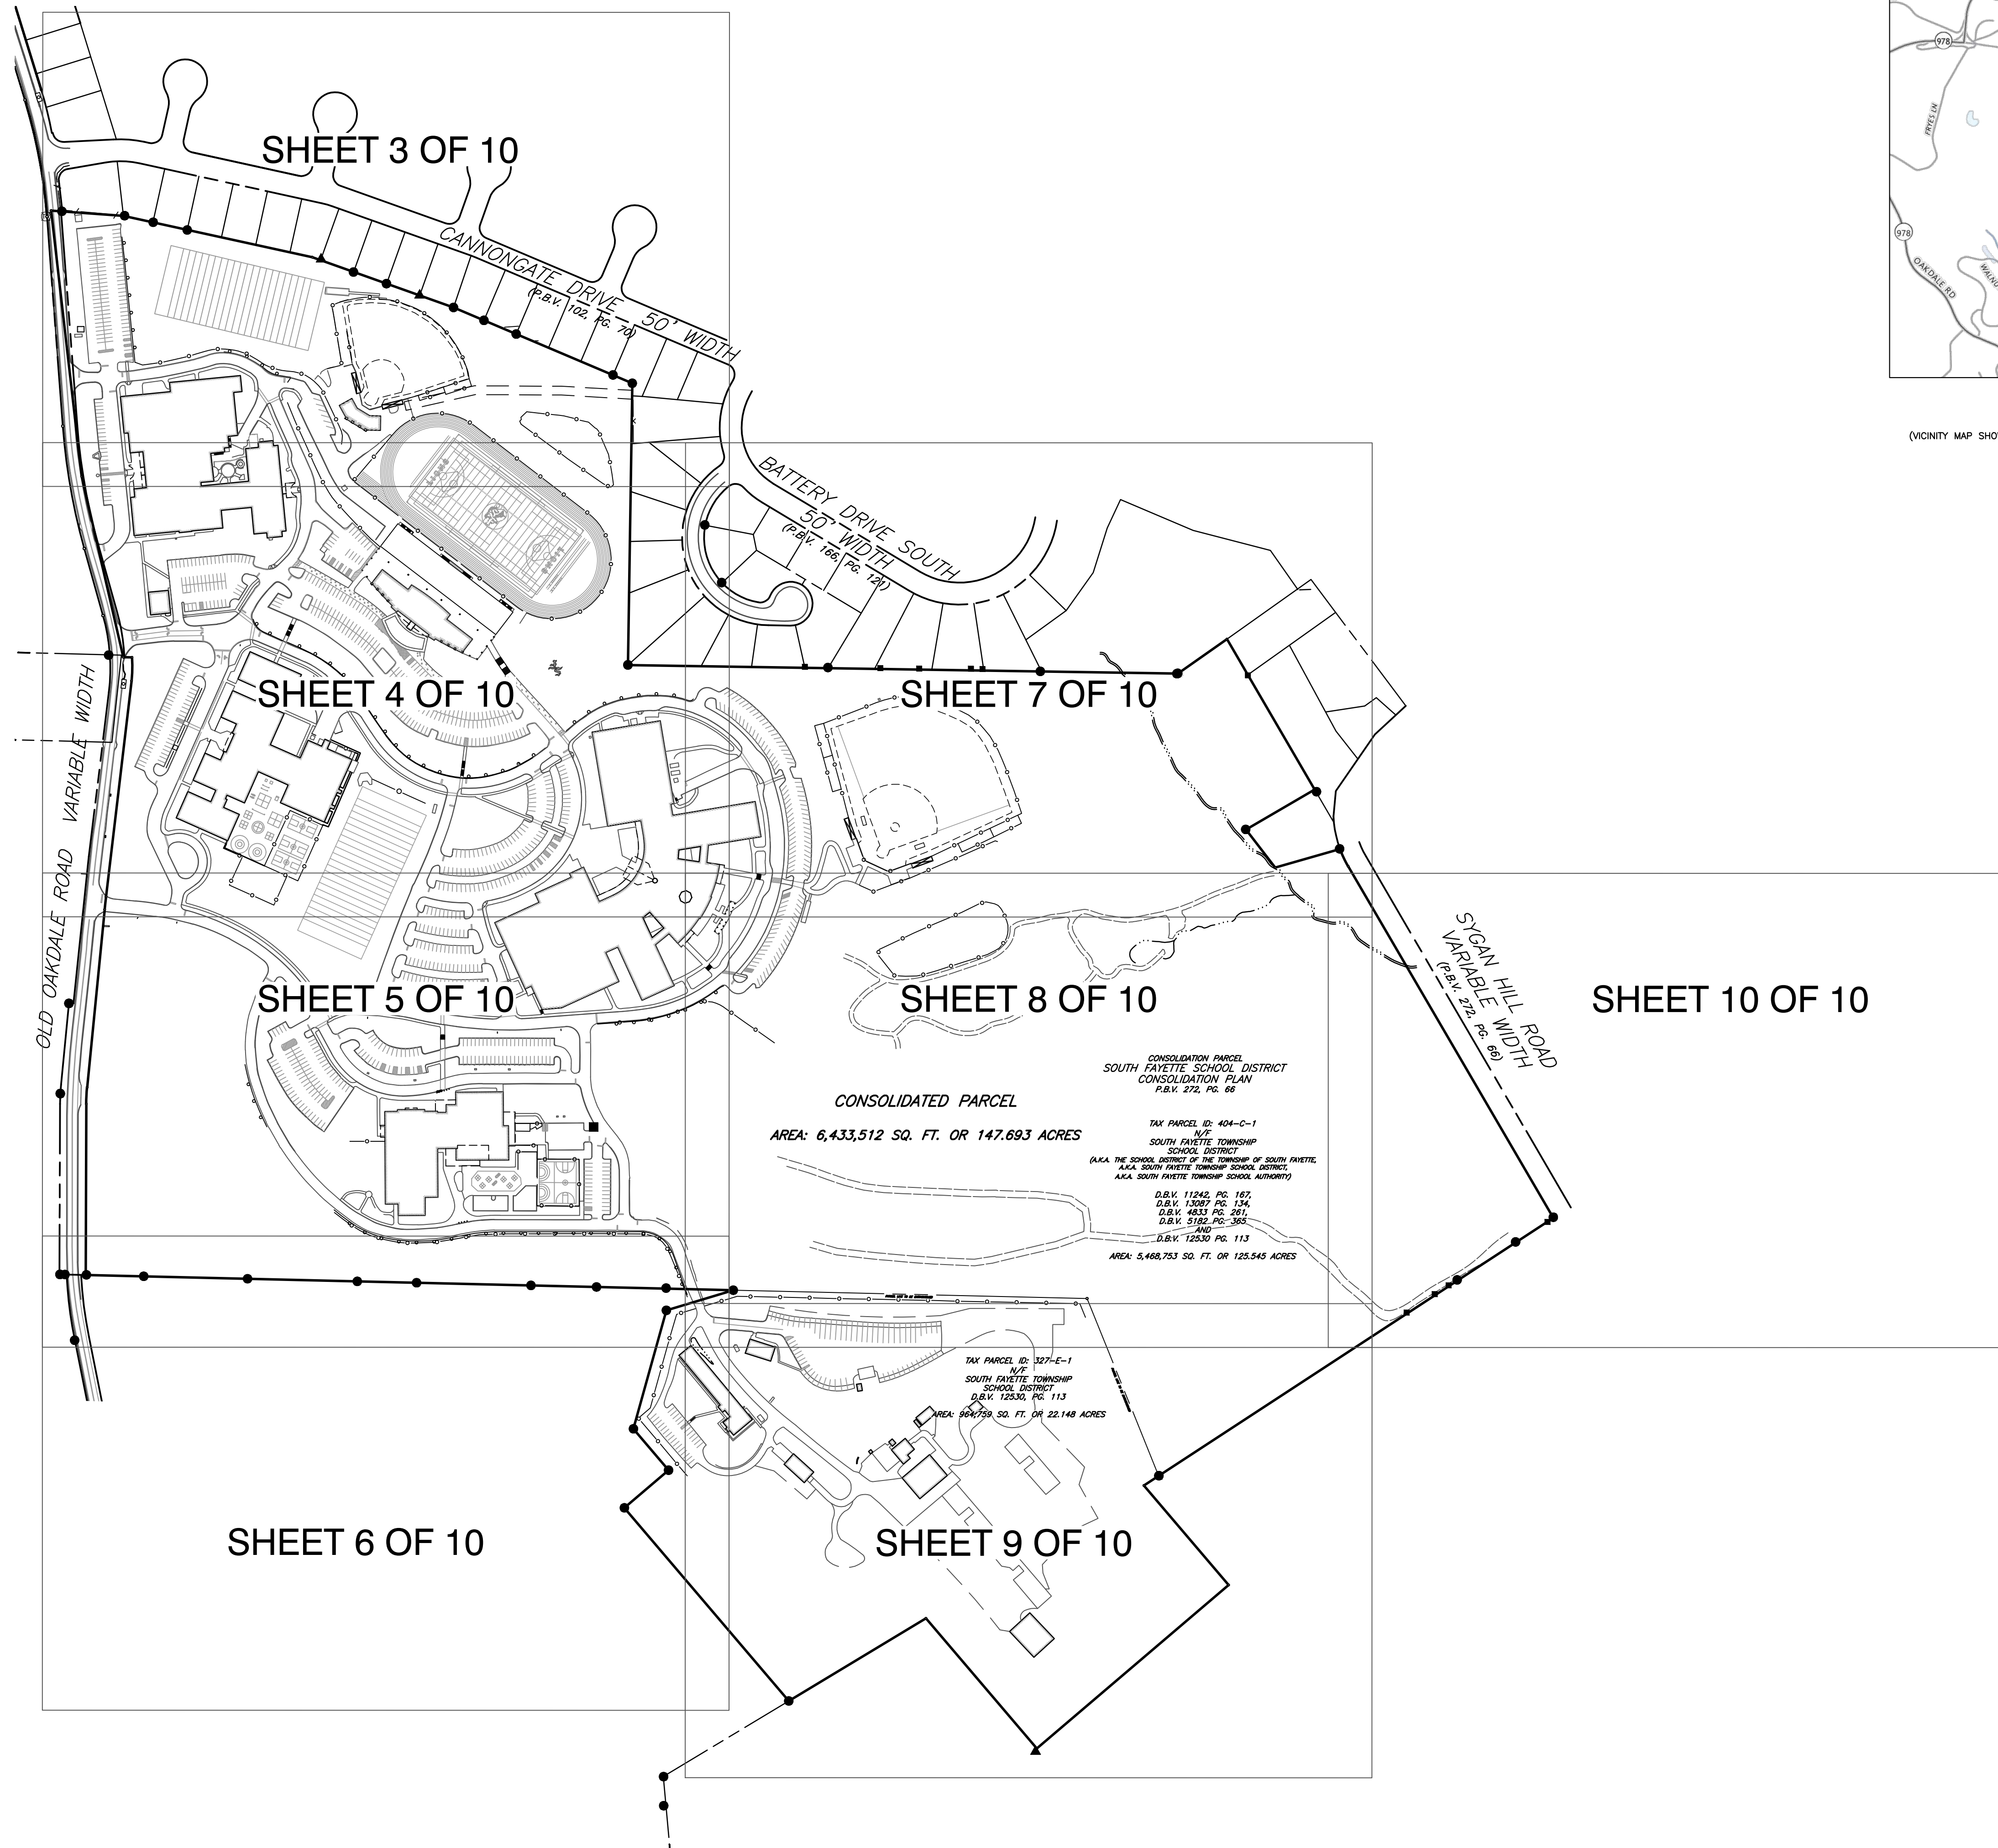 978
FRYES LN
978
OAKDALE RD
(VICINITY MAP
SHEET 3 OF 10
CANNONGATE DRIVE 50' WIDTH
(P.B.V. 102, PG. 70)
BATTERY DRIVE SOUTH
50' WIDTH
(P.B.V. 166, PG. 121)
LIONS
LIONS
SHEET 4 OF 10
SHEET 7 OF 10
OLD OAKDALE ROAD VARIABLE WIDTH
SHEET 5 OF 10
SHEET 8 OF 10
SYGAN HILL ROAD
VARIABLE WIDTH
(P.B.V. 272, PG. 66)
SHEET 10 OF 10
CONSOLIDATION PARCEL
SOUTH FAYETTE SCHOOL DISTRICT
CONSOLIDATION PLAN
P.B.V. 272, PG. 66
CONSOLIDATED PARCEL
AREA: 6,433,512 SQ. FT. OR 147.693 ACRES
TAX PARCEL ID: 404-C-1
N/F
SOUTH FAYETTE TOWNSHIP
SCHOOL DISTRICT
(A.K.A. THE SCHOOL DISTRICT OF THE TOWNSHIP OF SOUTH FAYETTE,
A.K.A. SOUTH FAYETTE TOWNSHIP SCHOOL DISTRICT,
A.K.A. SOUTH FAYETTE TOWNSHIP SCHOOL AUTHORITY)
D.B.V. 11242, PG. 167,
D.B.V. 13087 PG. 134,
D.B.V. 4833 PG. 261,
D.B.V. 5182 PG. 365
AND
D.B.V. 12530 PG. 113
AREA: 5,468,753 SQ. FT. OR 125.545 ACRES
TAX PARCEL ID: 327-E-1
N/F
SOUTH FAYETTE TOWNSHIP
SCHOOL DISTRICT
D.B.V. 12530, PG. 113
AREA: 964,759 SQ. FT. OR 22.148 ACRES
SHEET 6 OF 10
SHEET 9 OF 10